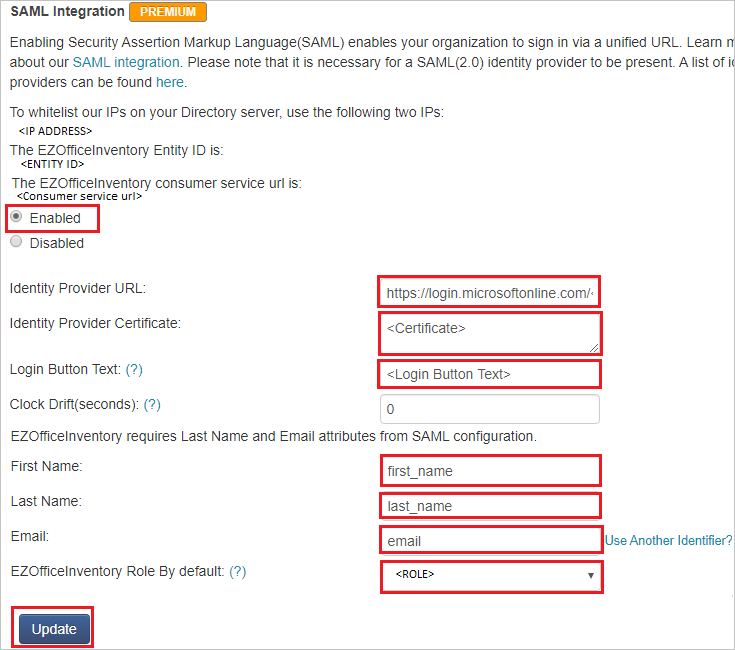 SAML Integration PREMIUM
Enabling Security Assertion Markup Language(SAML) enables your organization to sign in via a unified URL. Learn
about our SAML integration. Please note that it is necessary for a SAML(2.0) identity provider to be present. A list of
providers can be found here.
To whitelist our IPs on your Directory server, use the following two IPs:
<IP ADDRESS>
The EZOfficeInventory Entity ID is:
<ENTITY ID>
The EZOfficeInventory consumer service url is:
<Consumer service url>
Enabled
Disabled
Identity Provider URL: https://login.microsoftonline.com/
Identity Provider Certificate: <Certificate>
Login Button Text: (?) <Login Button Text>
Clock Drift(seconds): (?) 0
EZOfficeInventory requires Last Name and Email attributes from SAML configuration.
First Name: first_name
Last Name: last_name
Email: email Use Another Identifier?
EZOfficeInventory Role By default: (?) <ROLE>
Update